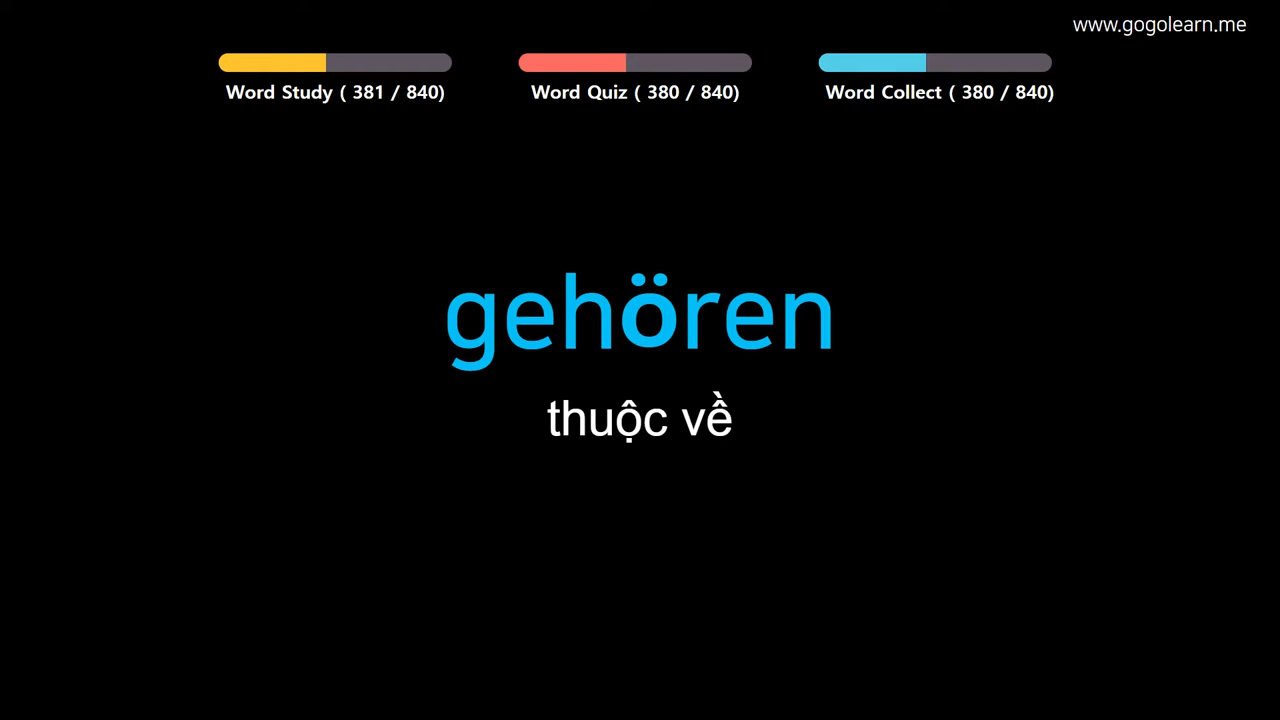 www.gogolearn.me
Word Study ( 381 / 840)
Word Quiz ( 380 / 840)
Word Collect ( 380 / 840)
gehören
thuộc về